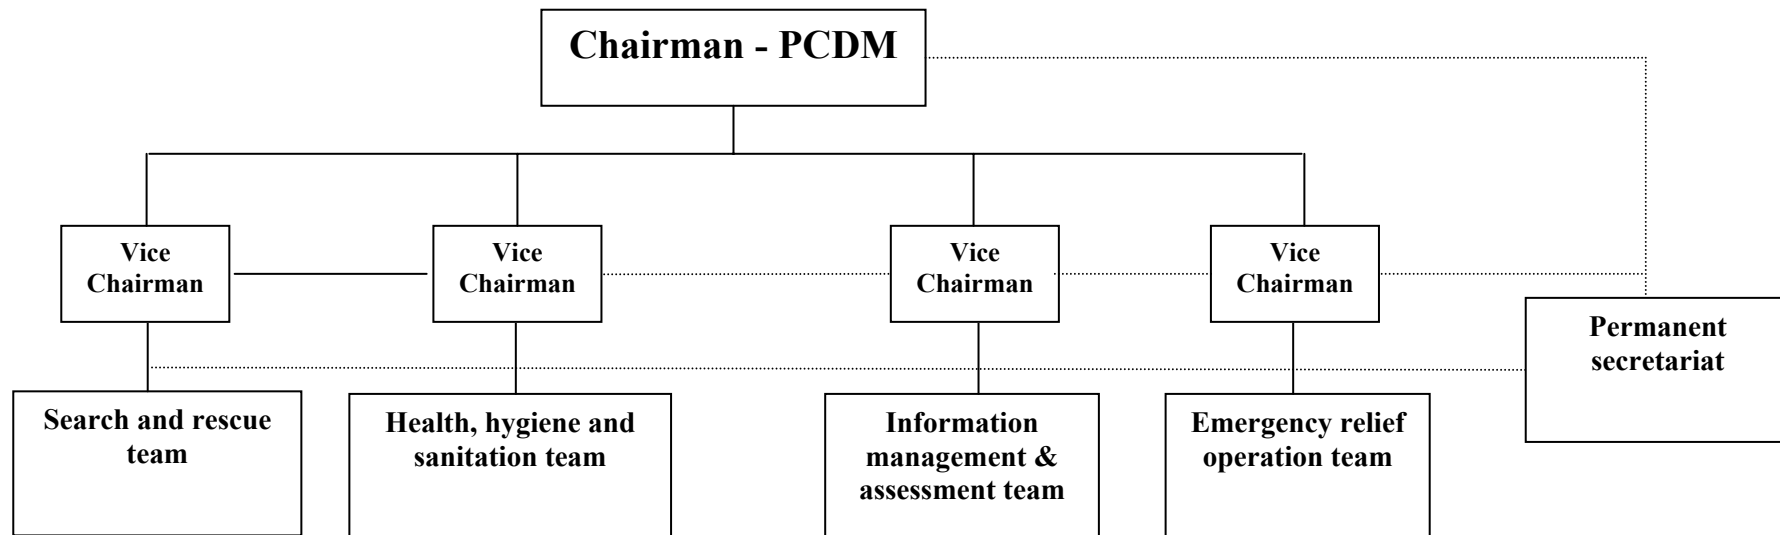 Chairman - PCDM
Vice
Chairman
Vice
Chairman
Vice
Chairman
Vice
Chairman
Permanent
secretariat
Search and rescue
team
Health, hygiene and
sanitation team
Information
management &
assessment team
Emergency relief
operation team